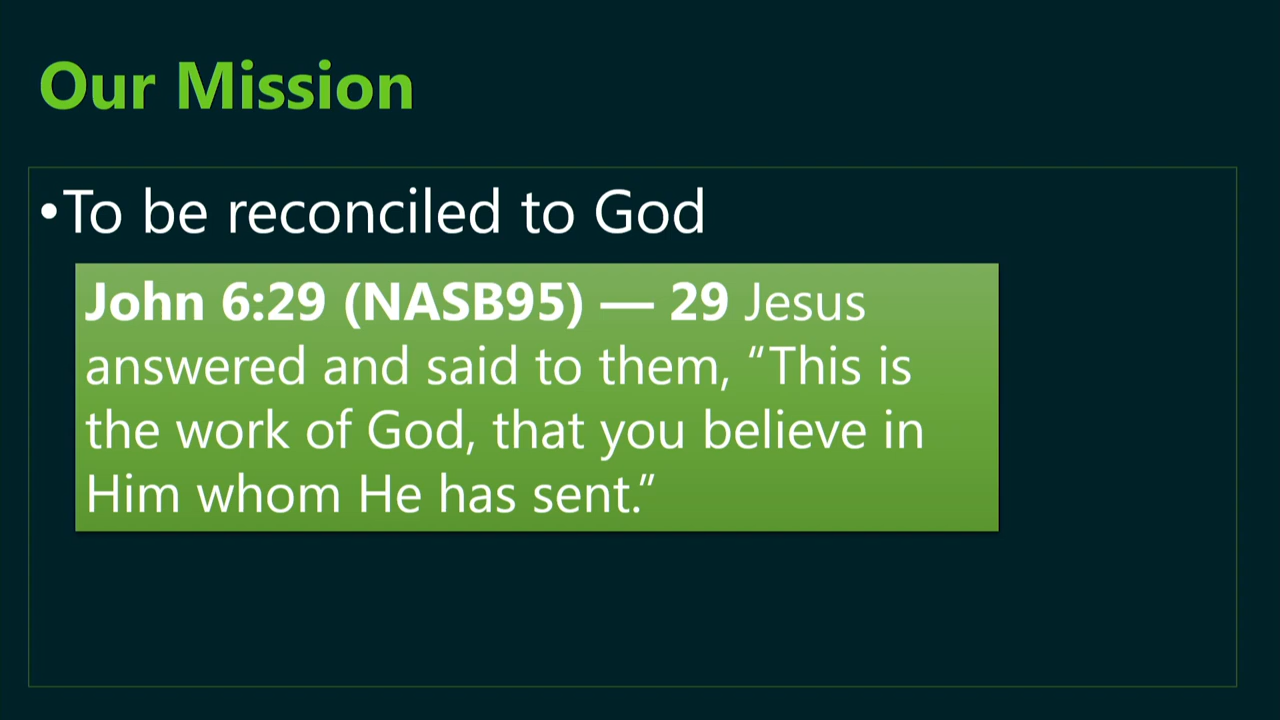 Our Mission
•To be reconciled to God
John 6:29 (NASB95) — 29 Jesus
answered and said to them, “This is
the work of God, that you believe in
Him whom He has sent.”